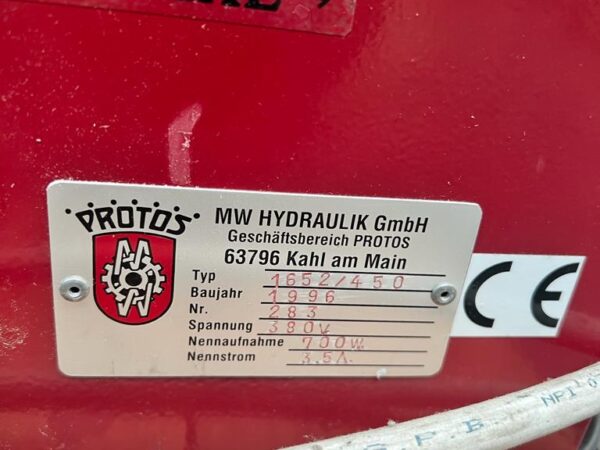 PROTOS
MW HYDRAULIK GmbH
Geschäftsbereich PROTOS
63796 Kahl am Main
Typ 1652/450
Baujahr 1996
Nr. 283
Spannung 380V
Nennaufnahme 700W
Nennstrom 3.5A
CE